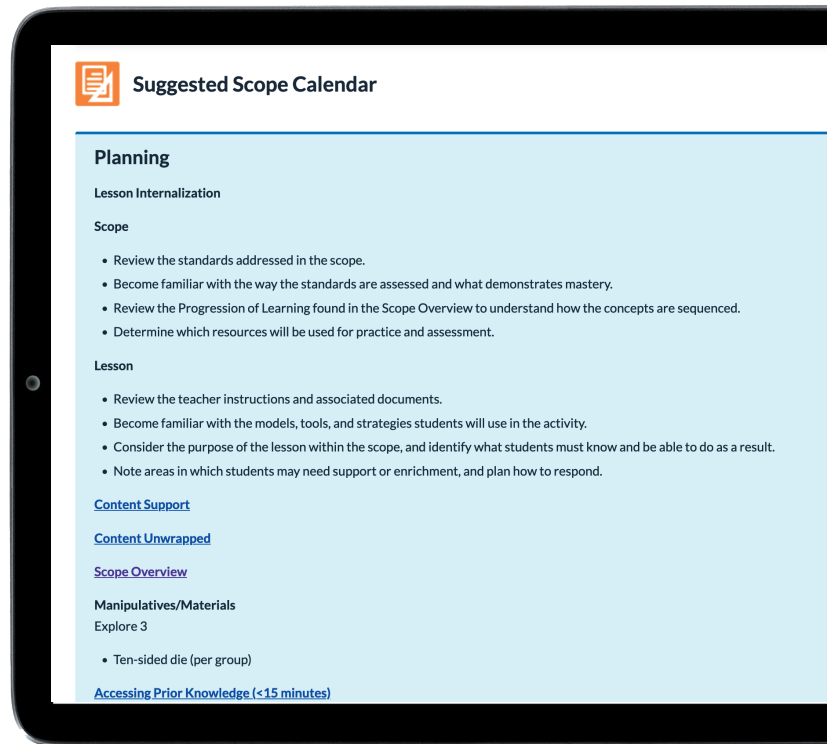 Suggested Scope Calendar
Planning
Lesson Internalization
Scope
• Review the standards addressed in the scope.
• Become familiar with the way the standards are assessed and what demonstrates mastery.
• Review the Progression of Learning found in the Scope Overview to understand how the concepts are sequenced.
• Determine which resources will be used for practice and assessment.
Lesson
• Review the teacher instructions and associated documents.
• Become familiar with the models, tools, and strategies students will use in the activity.
• Consider the purpose of the lesson within the scope, and identify what students must know and be able to do as a result.
• Note areas in which students may need support or enrichment, and plan how to respond.
Content Support
Content Unwrapped
Scope Overview
Manipulatives/Materials
Explore 3
• Ten-sided die (per group)
Accessing Prior Knowledge (<15 minutes)